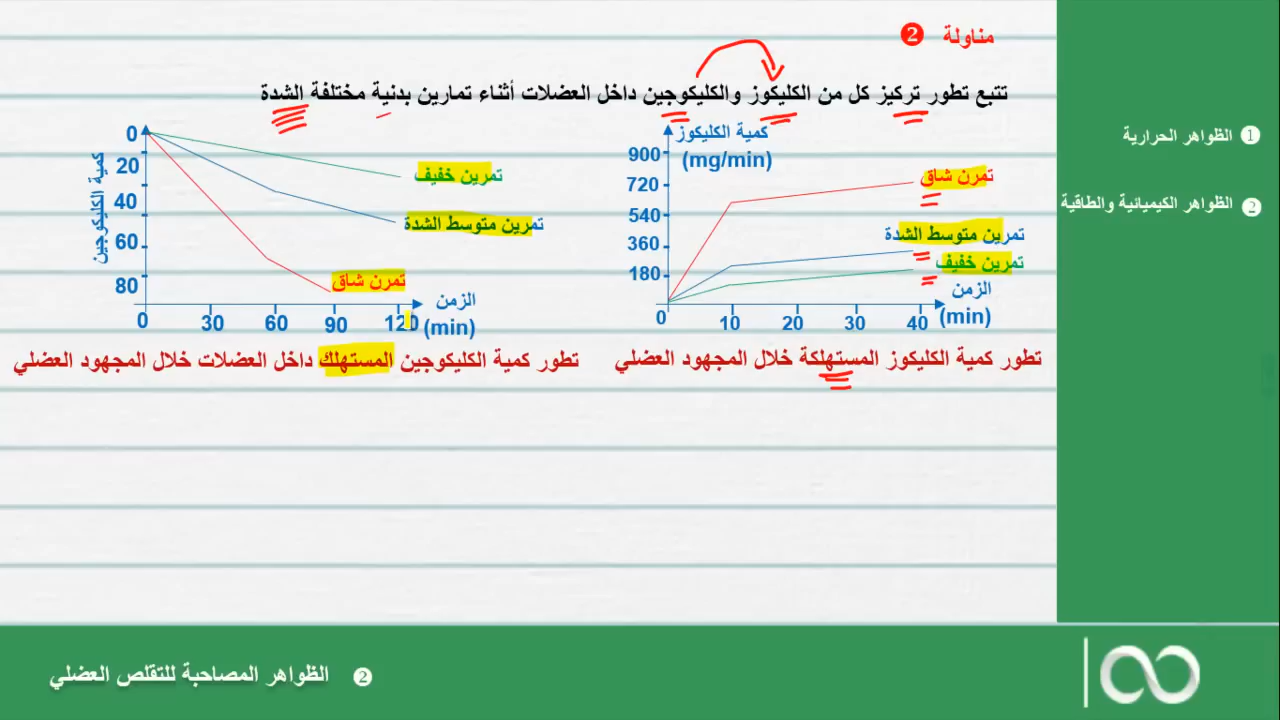 مناولة ❷
تتبع تطور تركيز كل من الكليكوز والكليكوجين داخل العضلات أثناء تمارين بدنية مختلفة الشدة
كمية الكليكوز
(mg/min)
900
720
540
360
180
0
10
20
30
40
الزمن
(min)
تمرن شاق
تمرين متوسط الشدة
تمرين خفيف
تطور كمية الكليكوز المستهلكة خلال المجهود العضلي
كمية الكليكوجين
0
20
40
60
80
0
30
60
90
120
الزمن
(min)
تمرين خفيف
تمرين متوسط الشدة
تمرن شاق
تطور كمية الكليكوجين المستهلك داخل العضلات خلال المجهود العضلي
❶ الظواهر الحرارية
❷ الظواهر الكيميائية والطاقية
❷ الظواهر المصاحبة للتقلص العضلي